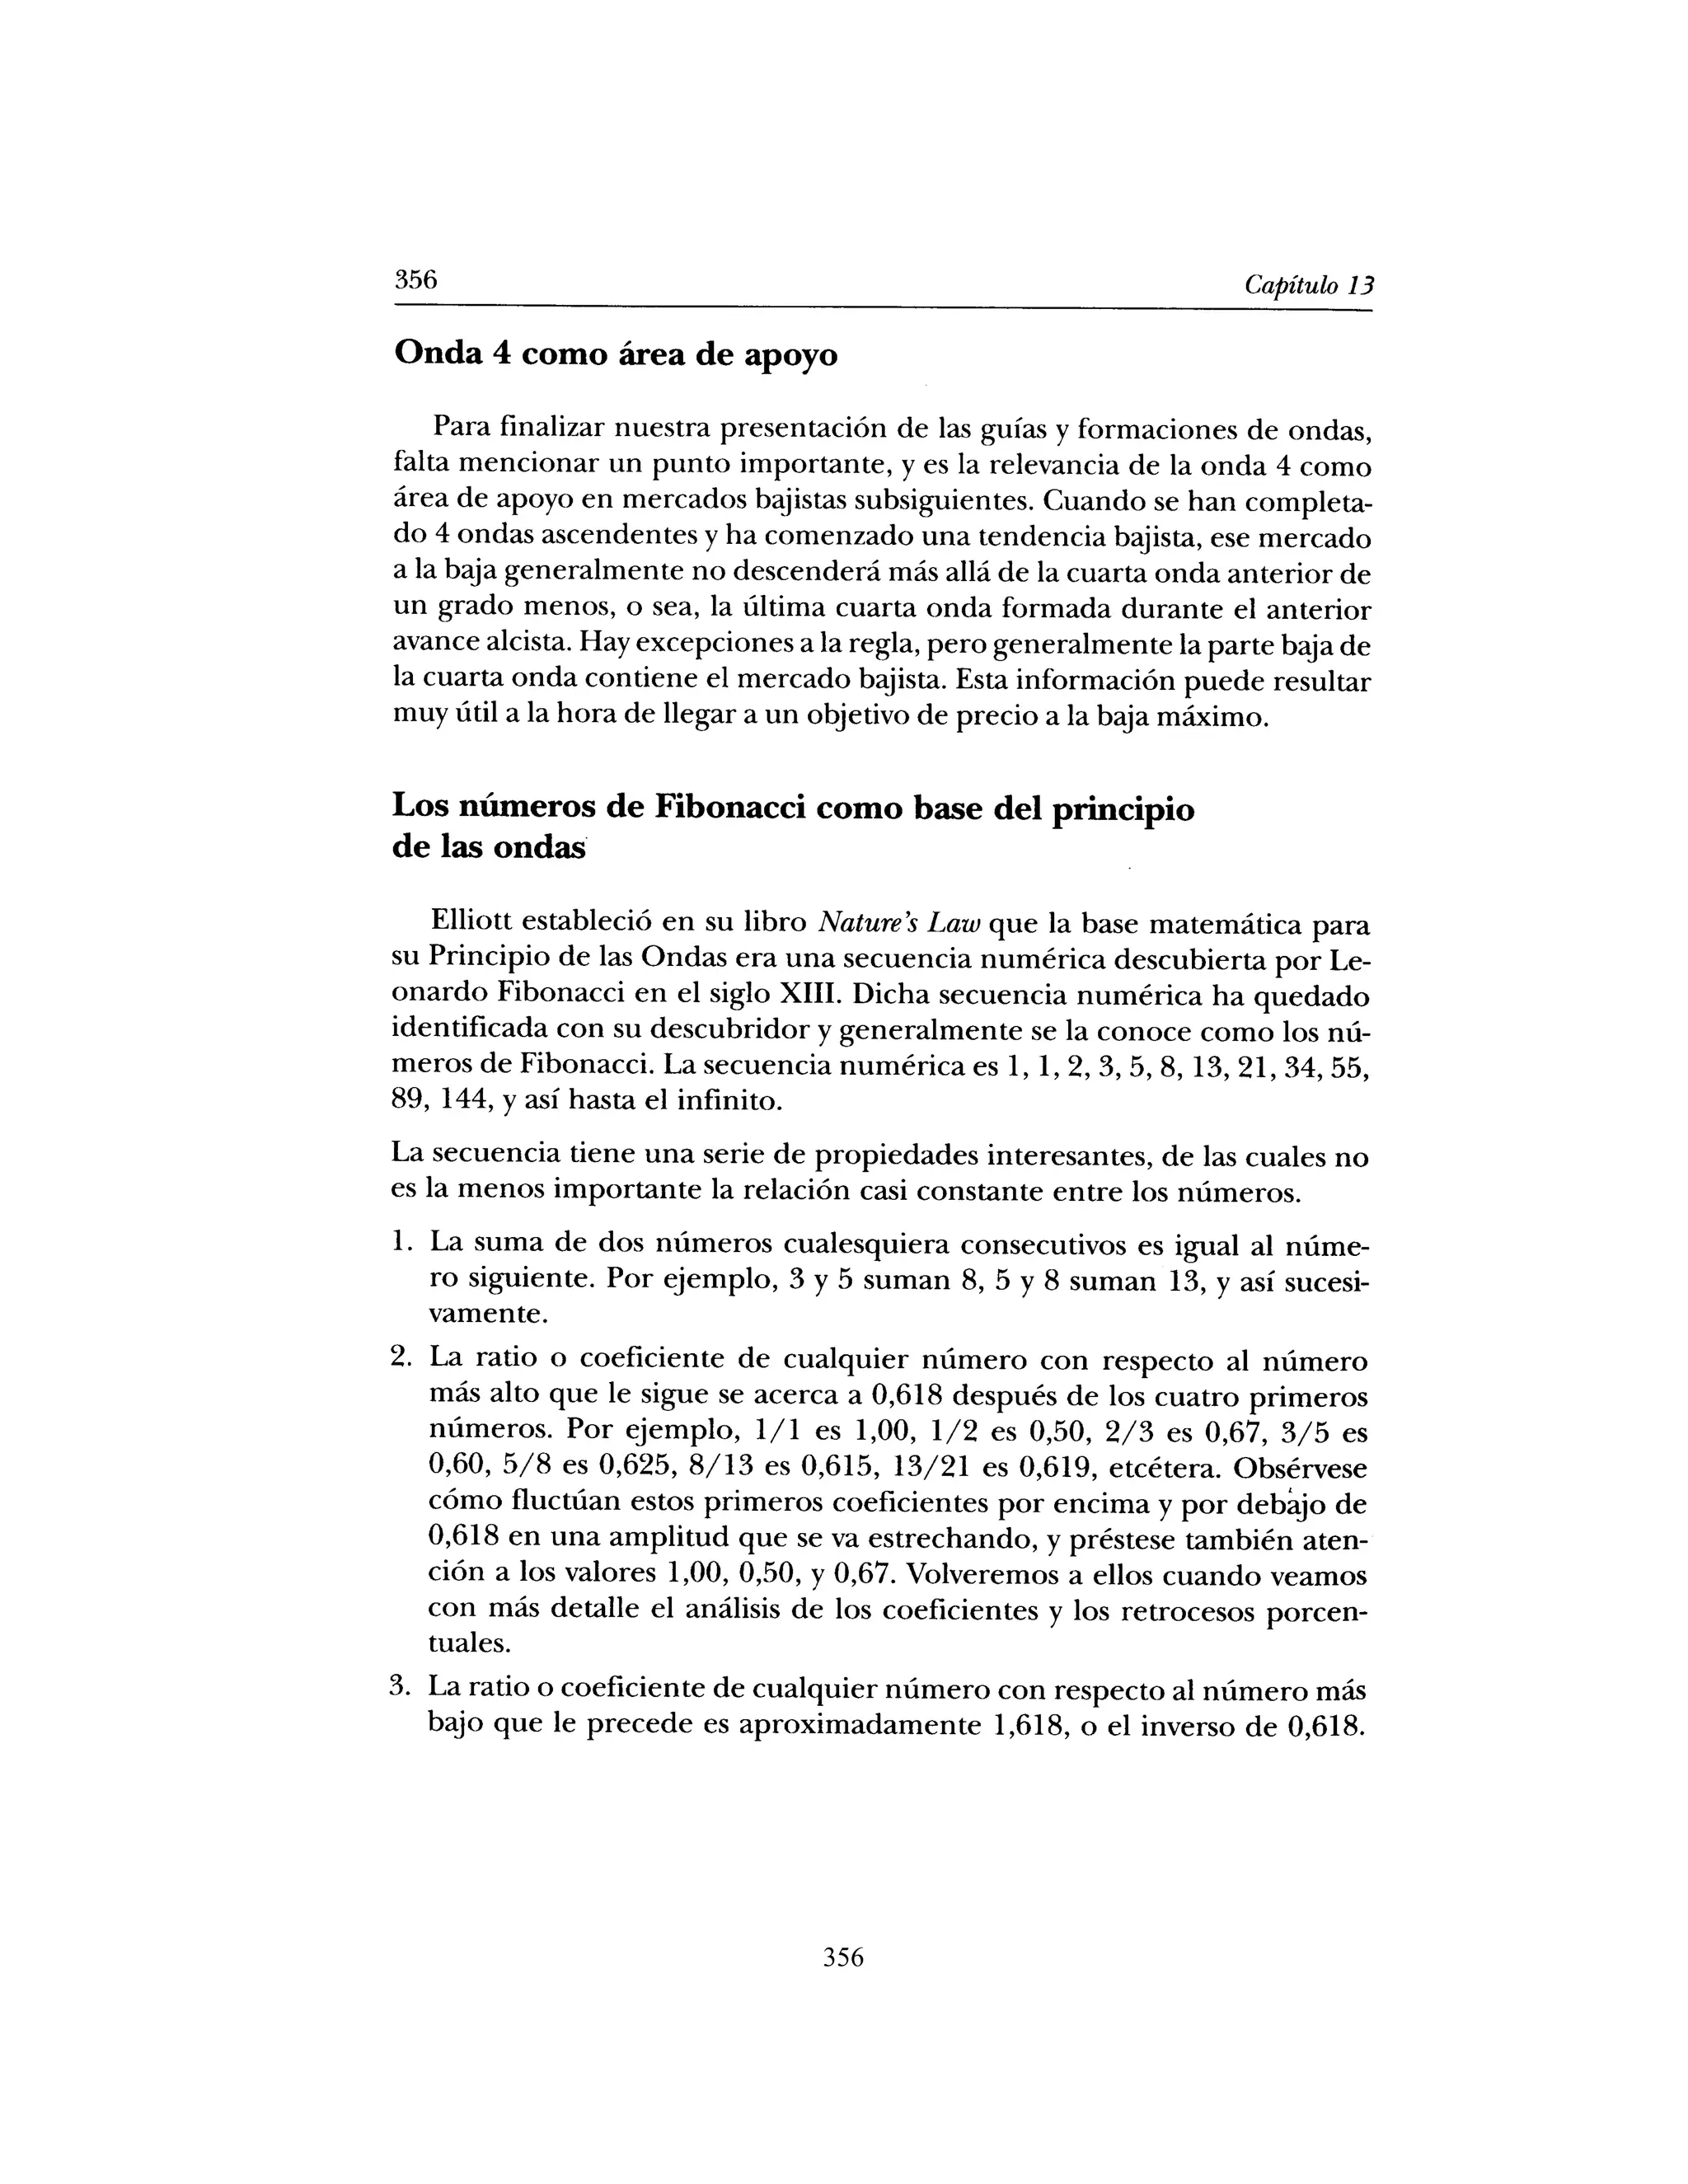 356
Capítulo 13
Onda 4 como área de apoyo
Para finalizar nuestra presentación de las guías y formaciones de ondas,
falta mencionar un punto importante, y es la relevancia de la onda 4 como
área de apoyo en mercados bajistas subsiguientes. Cuando se han completa-
do 4 ondas ascendentes y ha comenzado una tendencia bajista, ese mercado
a la baja generalmente no descenderá más allá de la cuarta onda anterior de
un grado menos, o sea, la última cuarta onda formada durante el anterior
avance alcista. Hay excepciones a la regla, pero generalmente la parte baja de
la cuarta onda contiene el mercado bajista. Esta información puede resultar
muy útil a la hora de llegar a un objetivo de precio a la baja máximo.
Los números de Fibonacci como base del principio
de las ondas
Elliott estableció en su libro Nature's Law que la base matemática para
su Principio de las Ondas era una secuencia numérica descubierta por Le-
onardo Fibonacci en el siglo XIII. Dicha secuencia numérica ha quedado
identificada con su descubridor y generalmente se la conoce como los nú-
meros de Fibonacci. La secuencia numérica es 1, 1, 2, 3, 5, 8, 13, 21, 34, 55,
89, 144, y así hasta el infinito.
La secuencia tiene una serie de propiedades interesantes, de las cuales no
es la menos importante la relación casi constante entre los números.
1. La suma de dos números cualesquiera consecutivos es igual al núme-
ro siguiente. Por ejemplo, 3 y 5 suman 8, 5 y 8 suman 13, y así sucesi-
vamente.
2. La ratio o coeficiente de cualquier número con respecto al número
más alto que le sigue se acerca a 0,618 después de los cuatro primeros
números. Por ejemplo, 1/1 es 1,00, 1/2 es 0,50, 2/3 es 0,67, 3/5 es
0,60, 5/8 es 0,625, 8/13 es 0,615, 13/21 es 0,619, etcétera. Obsérvese
cómo fluctúan estos primeros coeficientes por encima y por debajo de
0,618 en una amplitud que se va estrechando, y préstese también aten-
ción a los valores 1,00, 0,50, y 0,67. Volveremos a ellos cuando veamos
con más detalle el análisis de los coeficientes y los retrocesos porcen-
tuales.
3. La ratio o coeficiente de cualquier número con respecto al número más
bajo que le precede es aproximadamente 1,618, o el inverso de 0,618.
356